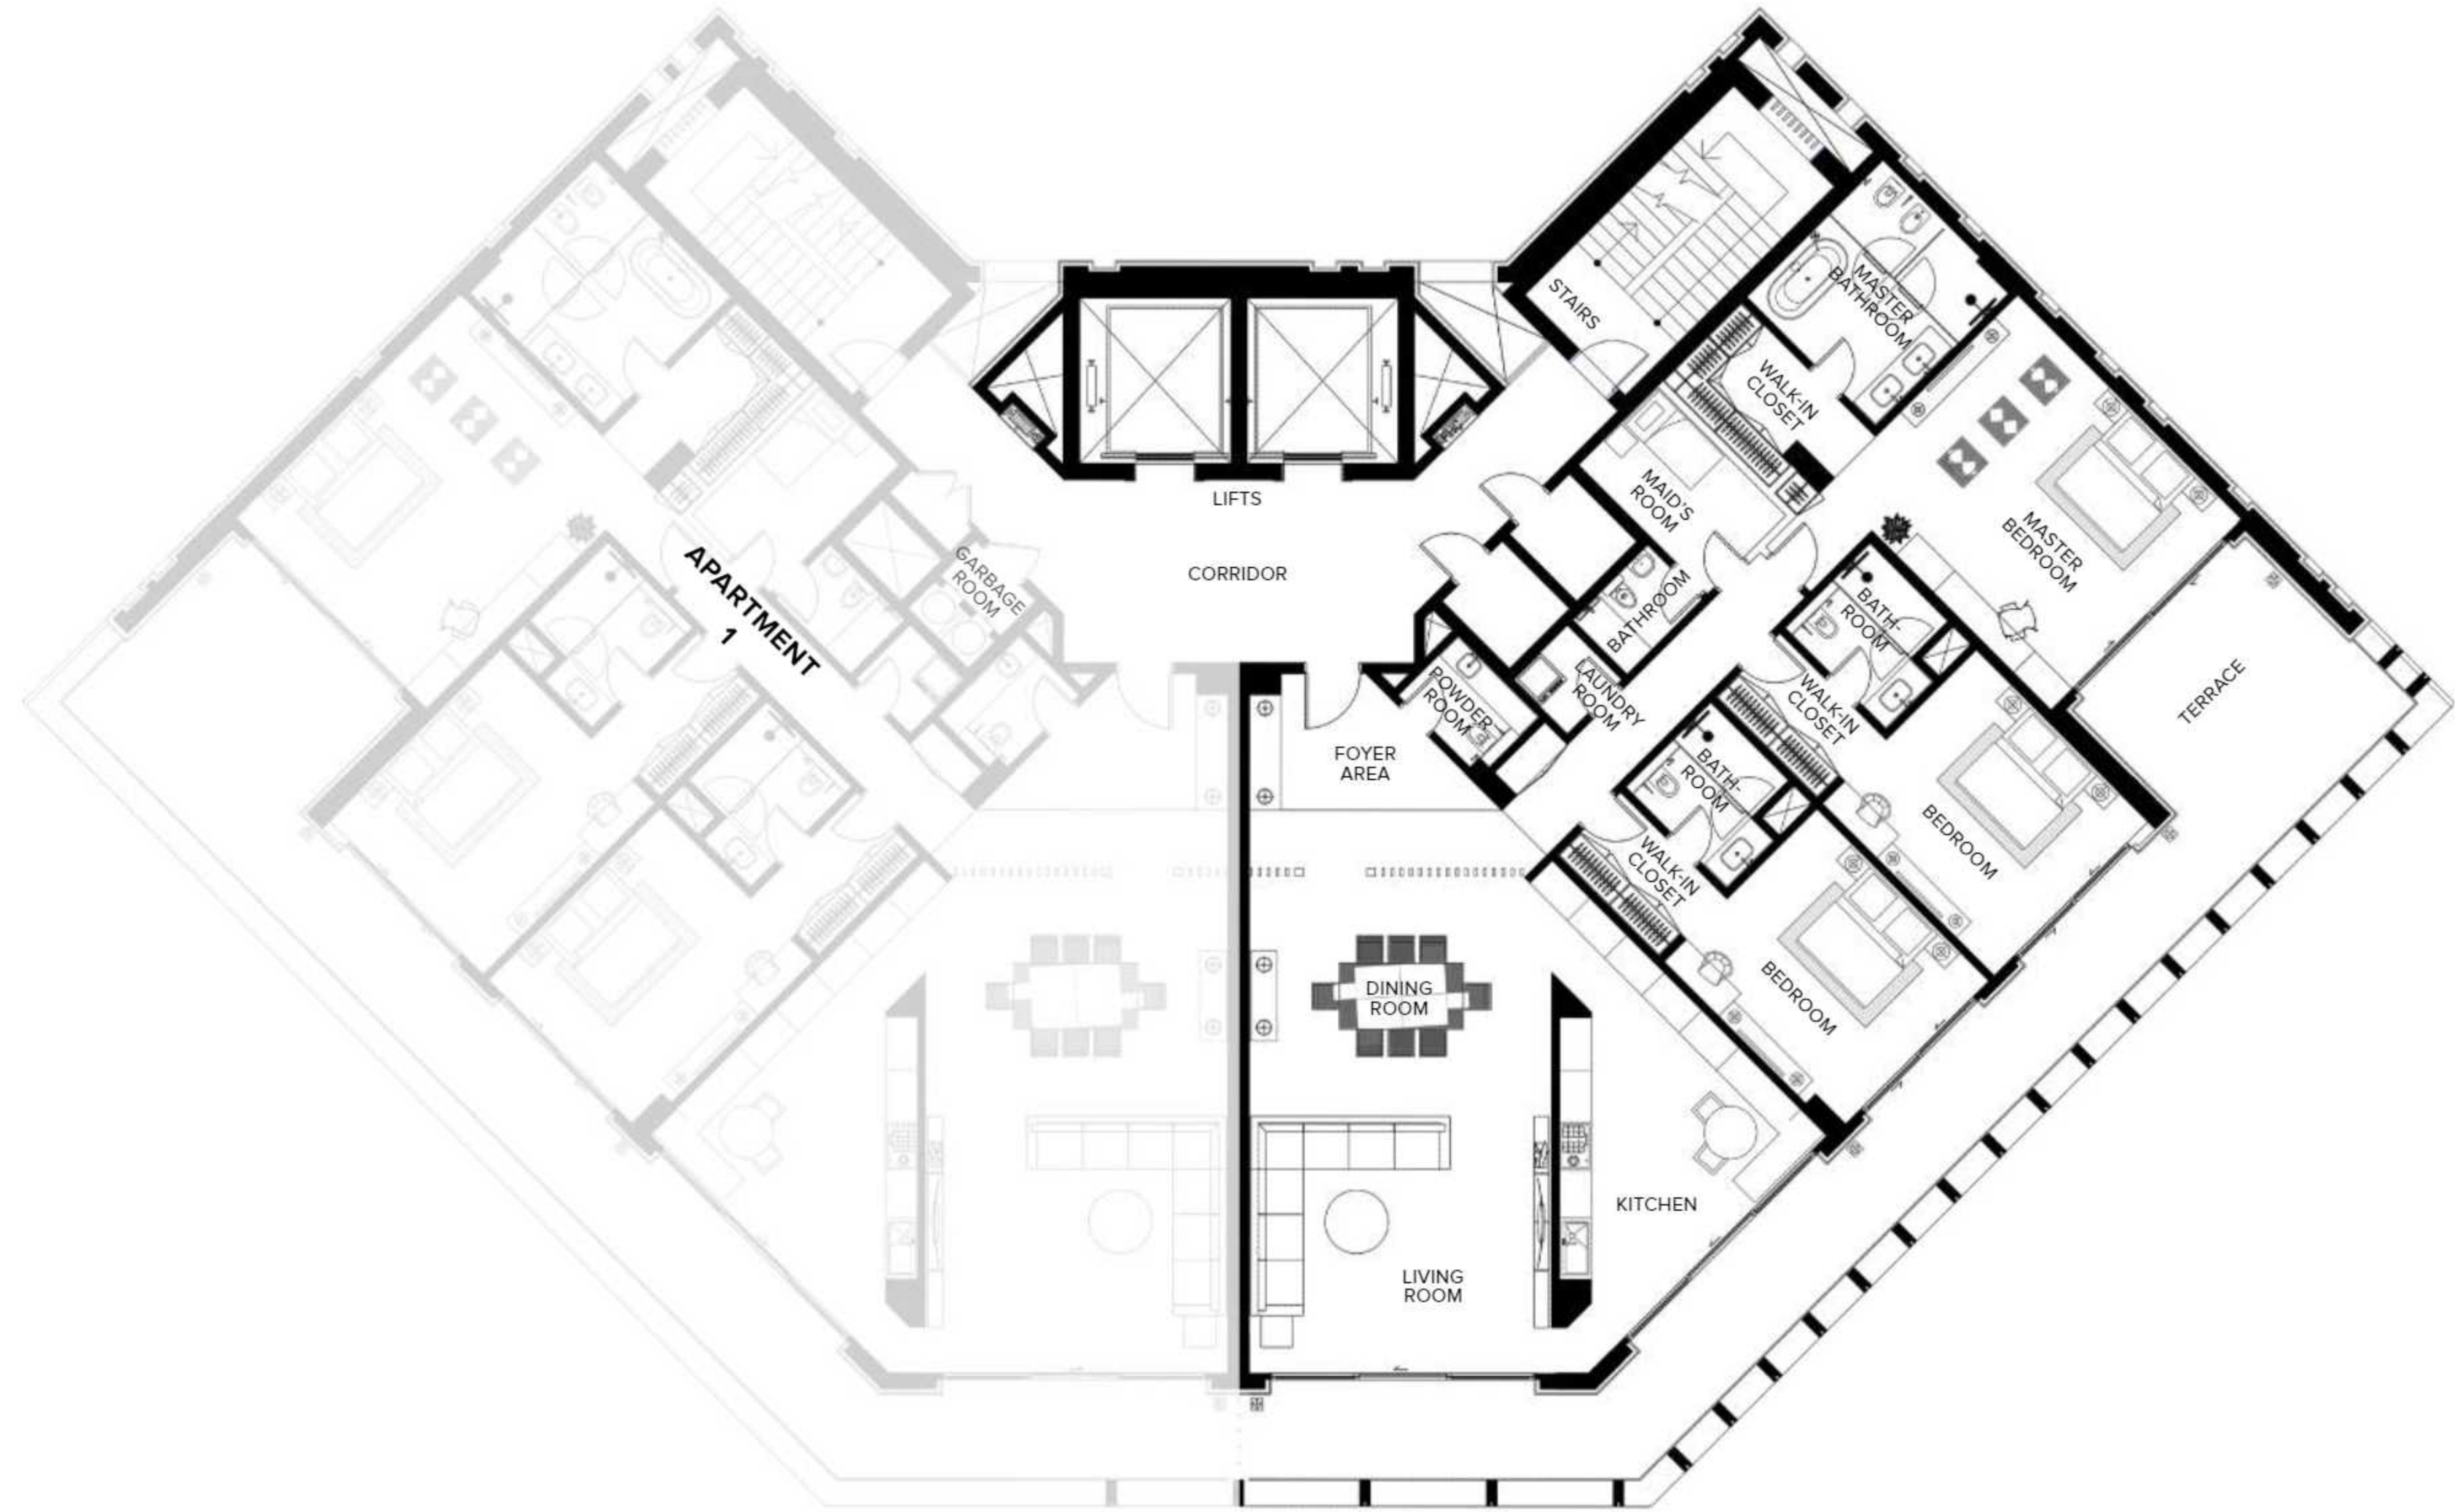 STAIRS
MASTER
BATHROOM
WALK-IN
CLOSET
LIFTS
MAID'S
ROOM
MASTER
BEDROOM
CORRIDOR
GARBAGE
ROOM
APARTMENT
1
BATHROOM
BATH-
ROOM
TERRACE
POWDER
ROOM
LAUNDRY
ROOM
WALK-IN
CLOSET
FOYER
AREA
BATH-
ROOM
BEDROOM
WALK-IN
CLOSET
DINING
ROOM
BEDROOM
KITCHEN
LIVING
ROOM